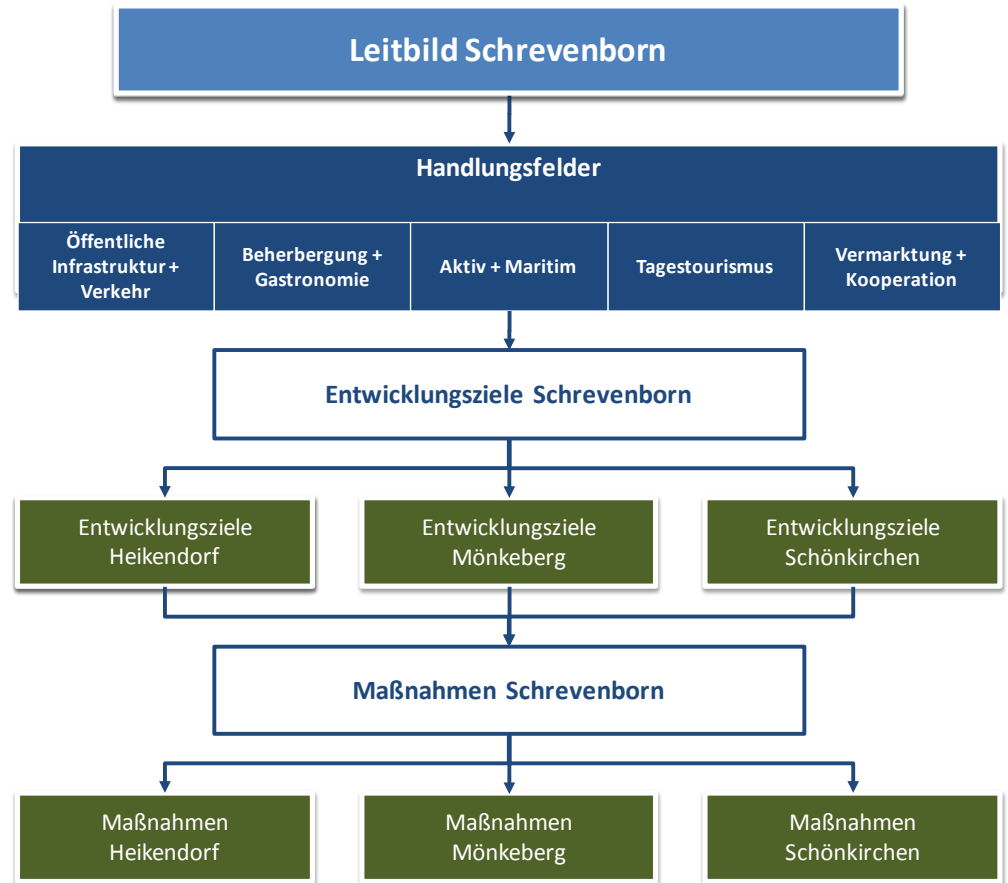 Leitbild Schrevenborn
Handlungsfelder
Öffentliche
Infrastruktur +
Verkehr
Beherbergung +
Gastronomie
Aktiv + Maritim
Tagestourismus
Vermarktung +
Kooperation
Entwicklungsziele Schrevenborn
Entwicklungsziele
Heikendorf
Entwicklungsziele
Mönkeberg
Entwicklungsziele
Schönkirchen
Maßnahmen Schrevenborn
Maßnahmen
Heikendorf
Maßnahmen
Mönkeberg
Maßnahmen
Schönkirchen